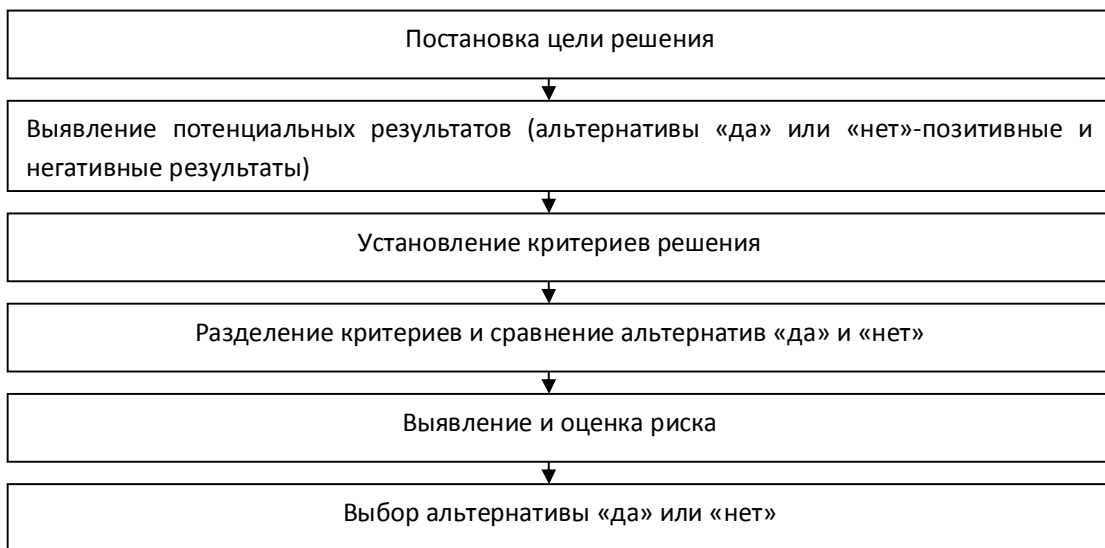 Постановка цели решения
Выявление потенциальных результатов (альтернативы «да» или «нет»-позитивные и
негативные результаты)
Установление критериев решения
Разделение критериев и сравнение альтернатив «да» и «нет»
Выявление и оценка риска
Выбор альтернативы «да» или «нет»